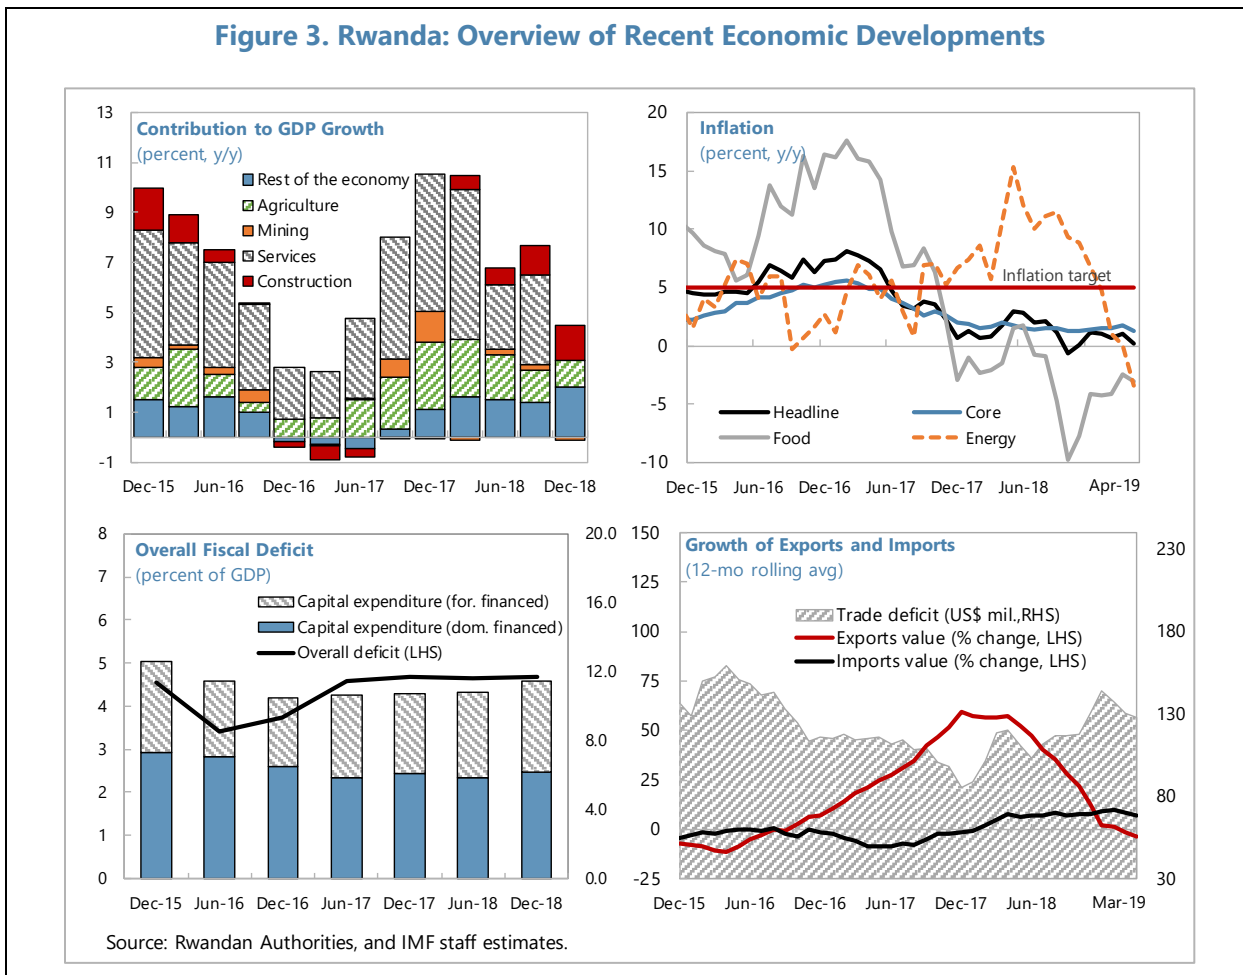 Figure 3. Rwanda: Overview of Recent Economic Developments
Contribution to GDP Growth
(percent, y/y)
Rest of the economy
Agriculture
Mining
Services
Construction
13
11
9
7
5
3
1
-1
Dec-15
Jun-16
Dec-16
Jun-17
Dec-17
Jun-18
Dec-18
Inflation
(percent, y/y)
Inflation target
Headline
Core
Food
Energy
20
15
10
5
0
-5
-10
Dec-15
Jun-16
Dec-16
Jun-17
Dec-17
Jun-18
Apr-19
Overall Fiscal Deficit
(percent of GDP)
Capital expenditure (for. financed)
Capital expenditure (dom. financed)
Overall deficit (LHS)
8
7
6
5
4
3
2
1
0
20.0
16.0
12.0
8.0
4.0
0.0
Dec-15
Jun-16
Dec-16
Jun-17
Dec-17
Jun-18
Dec-18
Growth of Exports and Imports
(12-mo rolling avg)
Trade deficit (US$ mil.,RHS)
Exports value (% change, LHS)
Imports value (% change, LHS)
150
125
100
75
50
25
0
-25
230
180
130
80
30
Dec-15
Jun-16
Dec-16
Jun-17
Dec-17
Jun-18
Mar-19
Source: Rwandan Authorities, and IMF staff estimates.